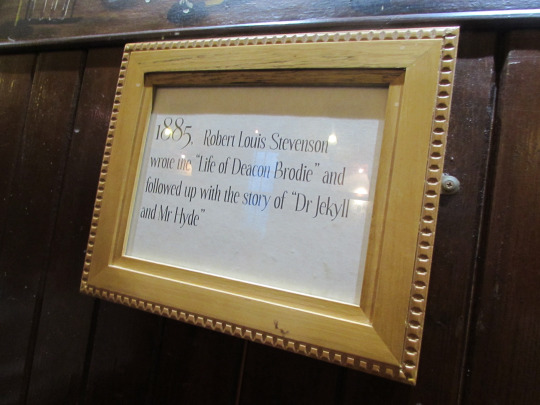 1885. Robert Louis Stevenson
wrote the "Life of Deacon Brodie" and
followed up with the story of "Dr Jekyll
and Mr Hyde"